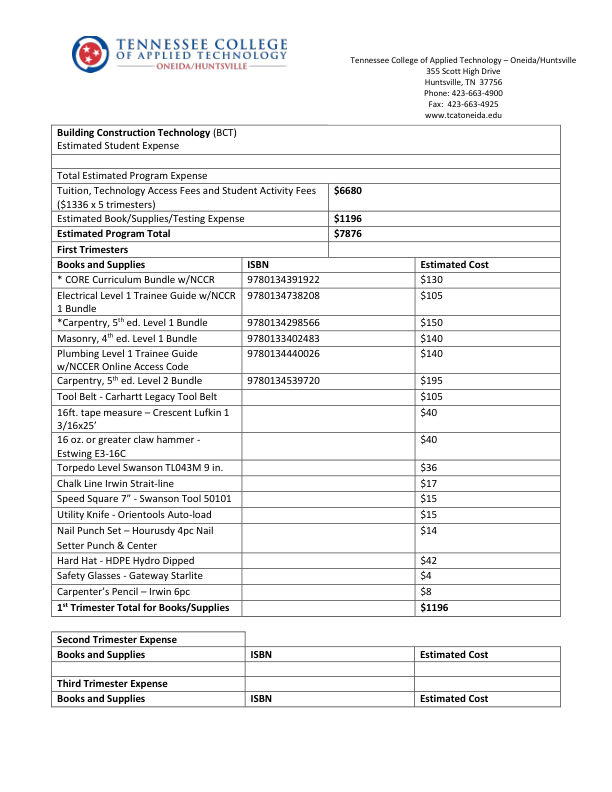 TENNESSEE COLLEGE
OF APPLIED TECHNOLOGY
ONEIDA/HUNTSVILLE
Tennessee College of Applied Technology – Oneida/Huntsville
355 Scott High Drive
Huntsville, TN 37756
Phone: 423-663-4900
Fax: 423-663-4925
www.tcatoneida.edu
Building Construction Technology (BCT)
Estimated Student Expense
Total Estimated Program Expense
Tuition, Technology Access Fees and Student Activity Fees
($1336 x 5 trimesters)
$6680
Estimated Book/Supplies/Testing Expense $1196
Estimated Program Total $7876
First Trimesters
Books and Supplies ISBN Estimated Cost
* CORE Curriculum Bundle w/NCCR 9780134391922 $130
Electrical Level 1 Trainee Guide w/NCCR 9780134738208 $105
1 Bundle
*Carpentry, 5th ed. Level 1 Bundle 9780134298566 $150
Masonry, 4th ed. Level 1 Bundle 9780133402483 $140
Plumbing Level 1 Trainee Guide 9780134440026 $140
w/NCCER Online Access Code
Carpentry, 5th ed. Level 2 Bundle 9780134539720 $195
Tool Belt - Carhartt Legacy Tool Belt $105
16ft. tape measure – Crescent Lufkin 1 $40
3/16x25’
16 oz. or greater claw hammer - $40
Estwing E3-16C
Torpedo Level Swanson TL043M 9 in. $36
Chalk Line Irwin Strait-line $17
Speed Square 7” - Swanson Tool 50101 $15
Utility Knife - Orientools Auto-load $15
Nail Punch Set – Hourusdy 4pc Nail $14
Setter Punch & Center
Hard Hat - HDPE Hydro Dipped $42
Safety Glasses - Gateway Starlite $4
Carpenter’s Pencil – Irwin 6pc $8
1st Trimester Total for Books/Supplies $1196
Second Trimester Expense
Books and Supplies ISBN Estimated Cost
Third Trimester Expense
Books and Supplies ISBN Estimated Cost